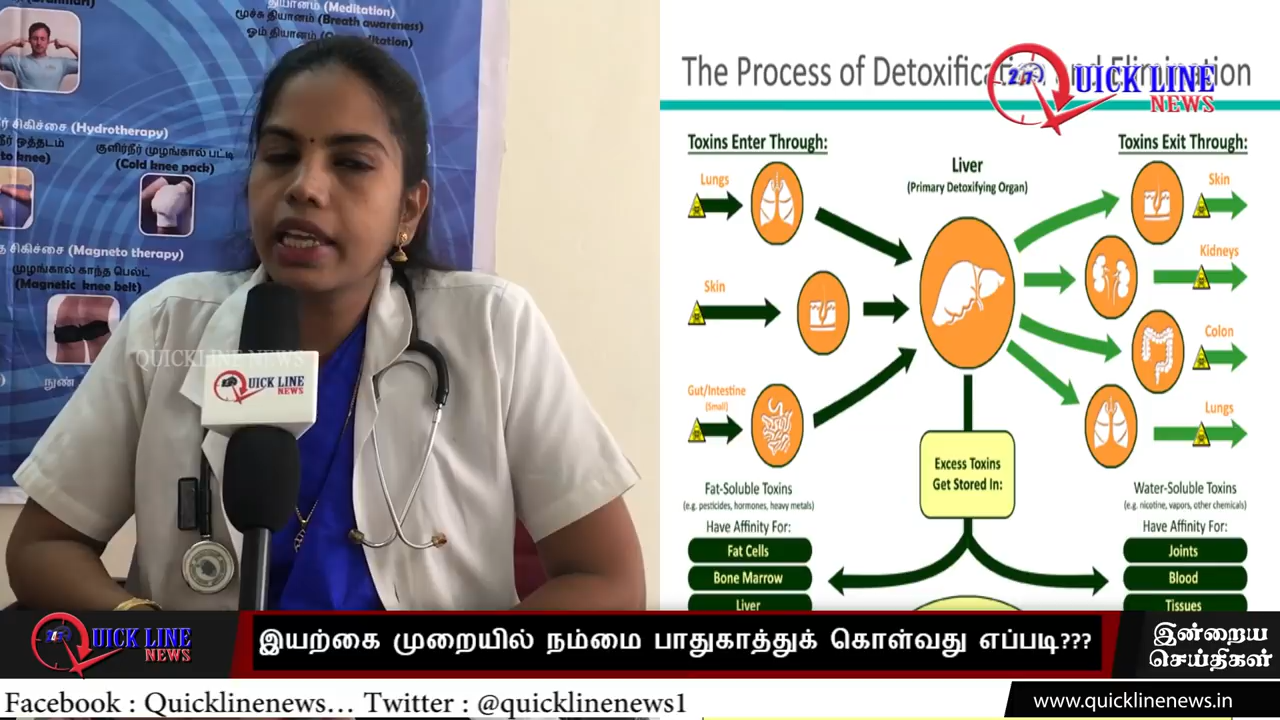 தியானம் (Meditation)
மூச்சு தியானம் (Breath awareness)
ஓம் தியானம்
சிகிச்சை (Hydrotherapy)
குளிர்நீர் முழங்கால் பட்டி
(Cold knee pack)
சிகிச்சை (Magneto therapy)
முழங்கால் காந்த பெல்ட்
(Magnetic knee belt)
QUICKLINE NEWS
QUICK LINE
NEWS
The Process of Detoxification and Elimination
QUICK LINE
NEWS
Toxins Enter Through:
Toxins Exit Through:
Liver
(Primary Detoxifying Organ)
Lungs
Skin
Skin
Kidneys
Gut/Intestine
(Small)
Colon
Lungs
Excess Toxins
Get Stored In:
Fat-Soluble Toxins
(e.g. pesticides, hormones, heavy metals)
Have Affinity For:
Fat Cells
Bone Marrow
Liver
Water-Soluble Toxins
(e.g. nicotine, vapors, other chemicals)
Have Affinity For:
Joints
Blood
Tissues
QUICK LINE
NEWS
இயற்கை முறையில் நம்மை பாதுகாத்துக் கொள்வது எப்படி???
இன்றைய
செய்திகள்
Facebook : Quicklinenews... Twitter : @quicklinenews1
www.quicklinenews.in